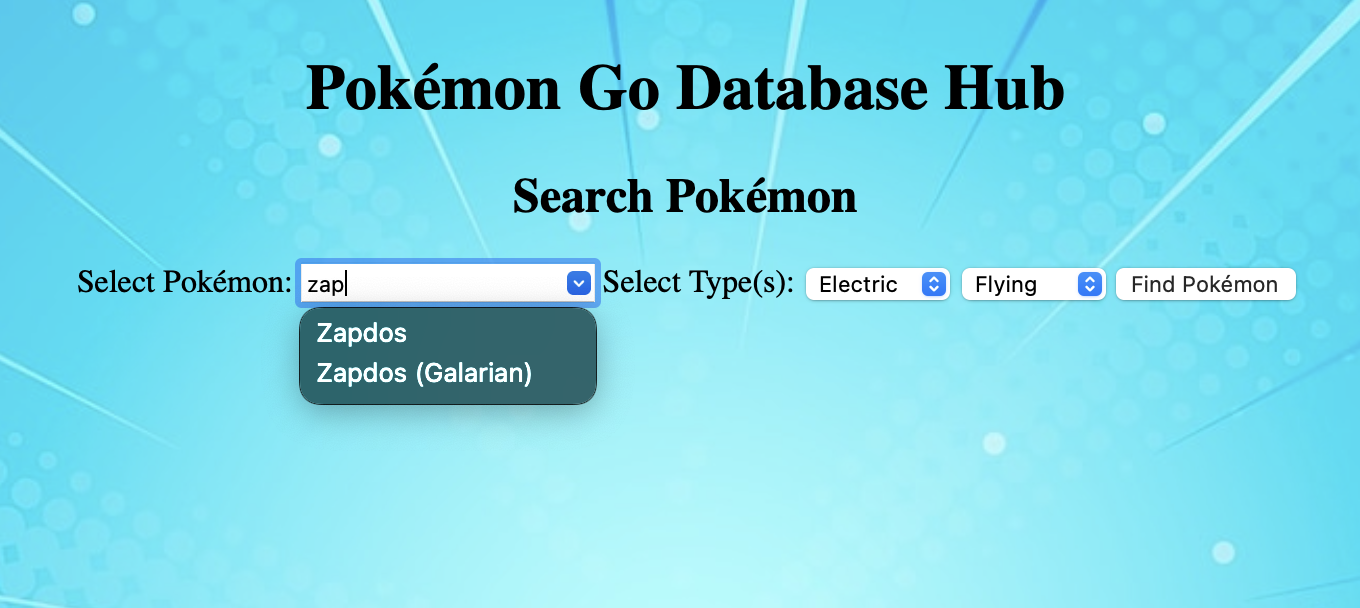 Pokémon Go Database Hub
Search Pokémon
Select Pokémon: zap Select Type(s): Electric Flying Find Pokémon
Zapdos
Zapdos (Galarian)